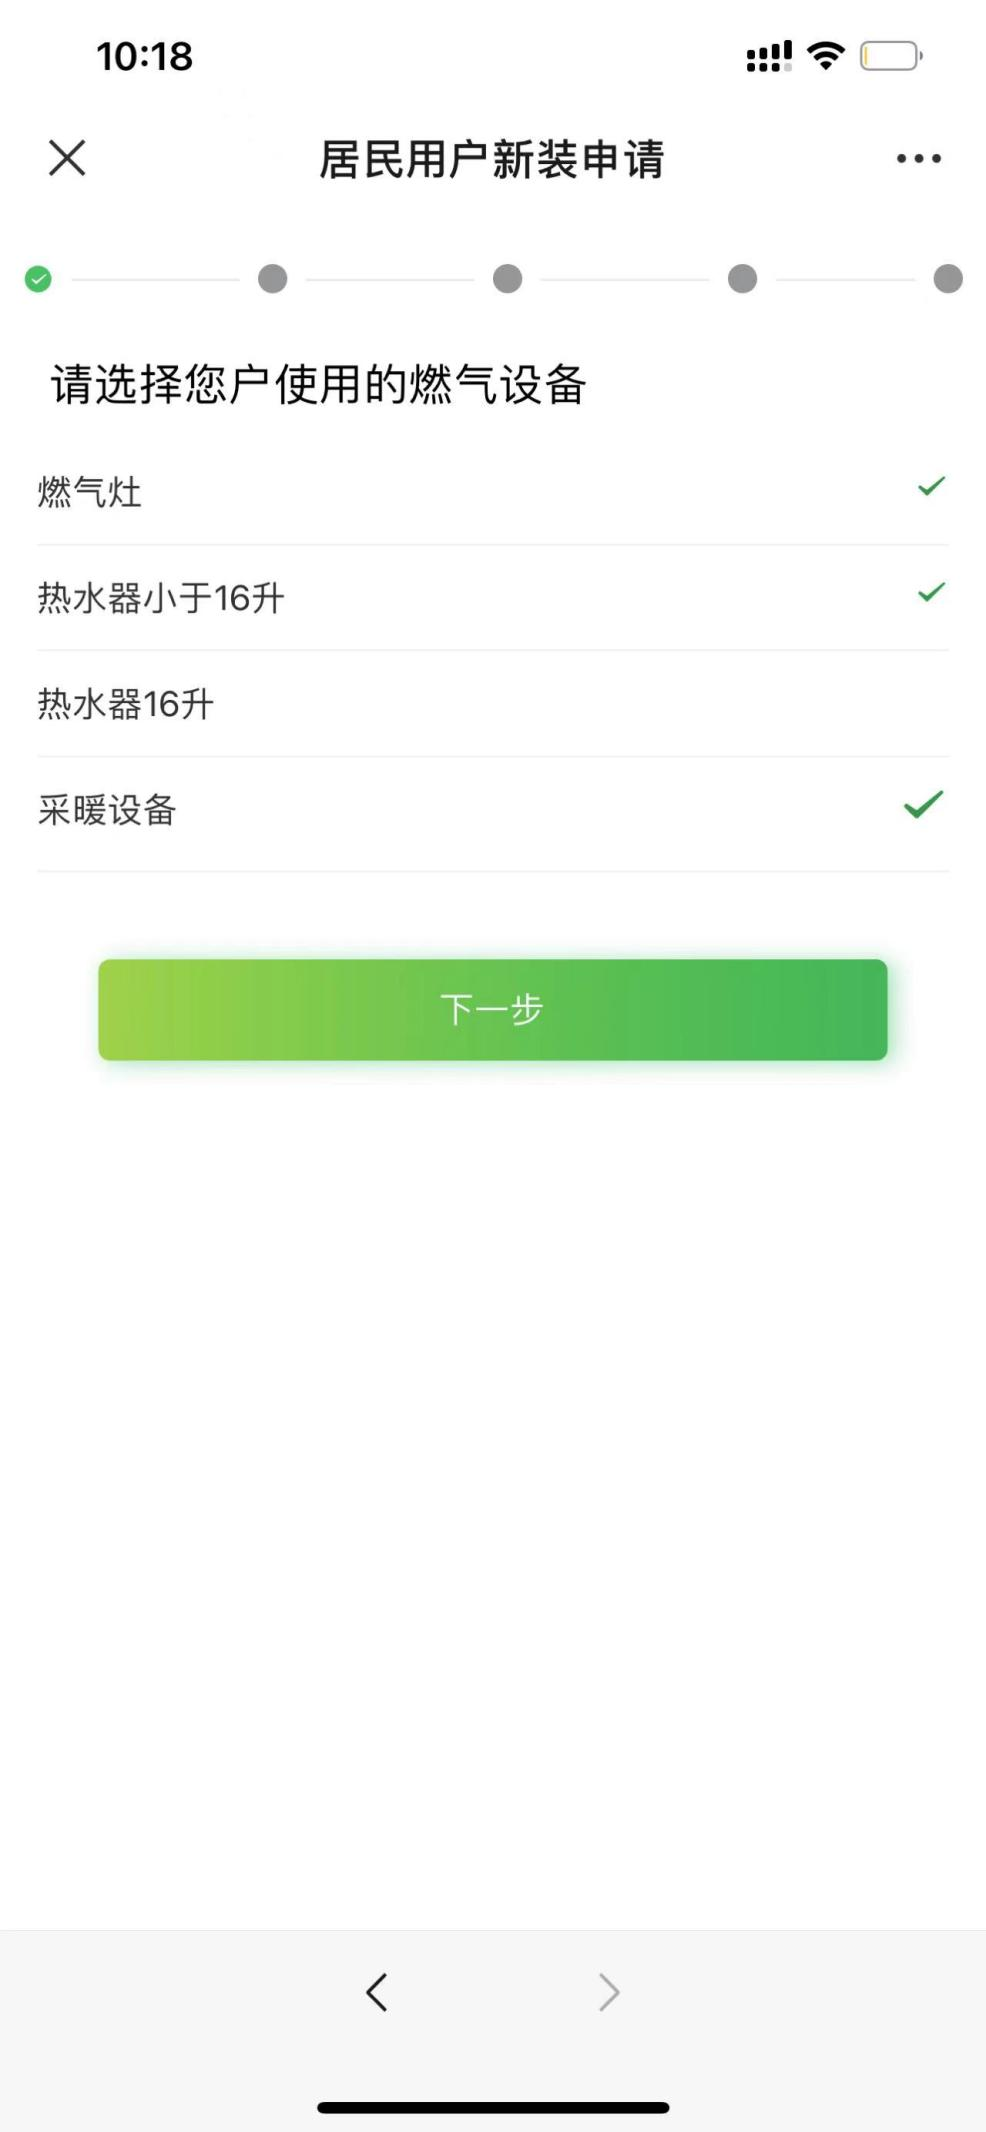 10:18
居民用户新装申请
请选择您户使用的燃气设备
燃气灶
热水器小于16升
热水器16升
采暖设备
下一步